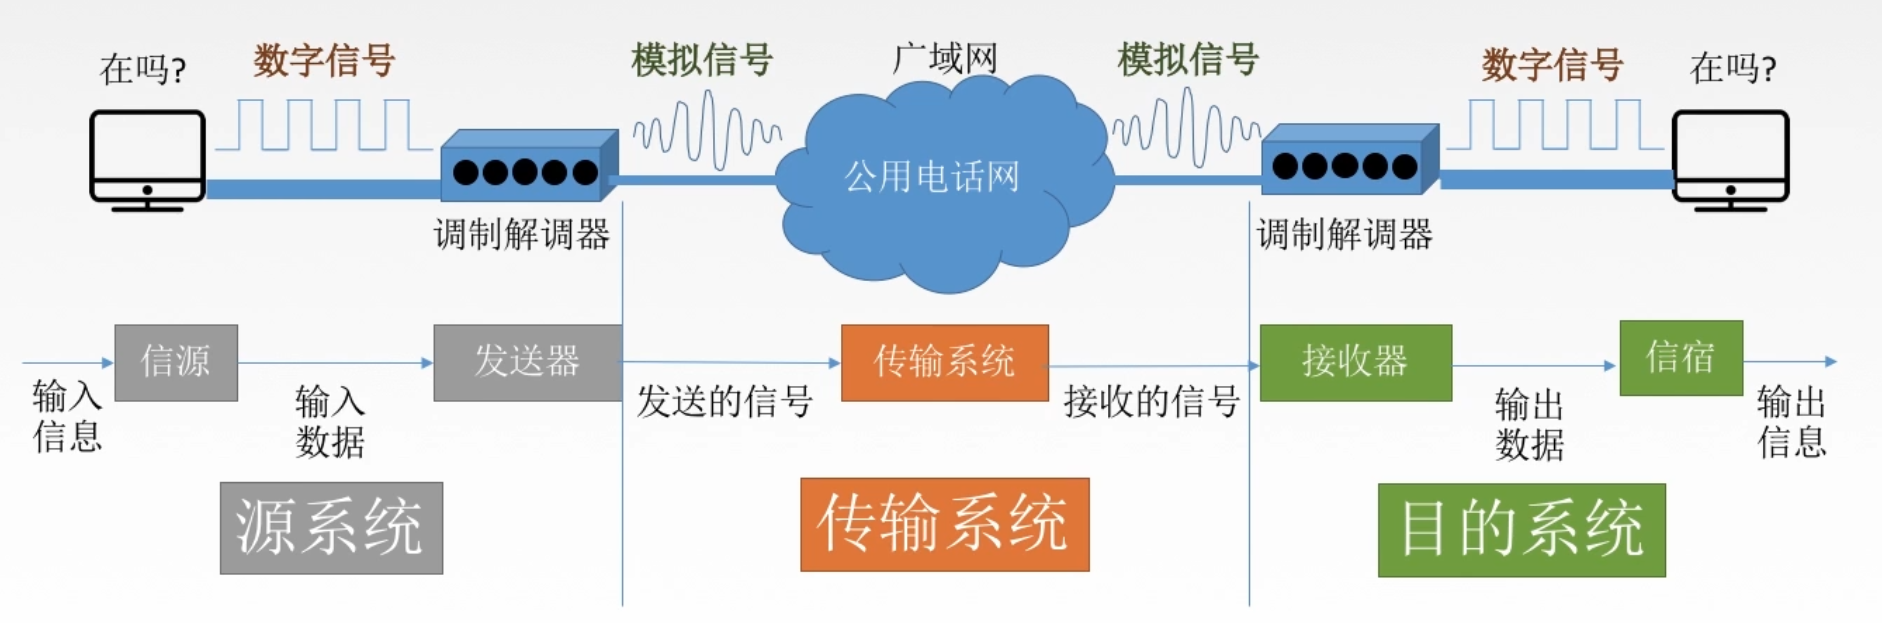 在吗?
数字信号
模拟信号
广域网
模拟信号
数字信号
在吗?
公用电话网
调制解调器
调制解调器
信源
发送器
传输系统
接收器
信宿
输入
信息
输入
数据
发送的信号
接收的信号
输出
数据
输出
信息
源系统
传输系统
目的系统